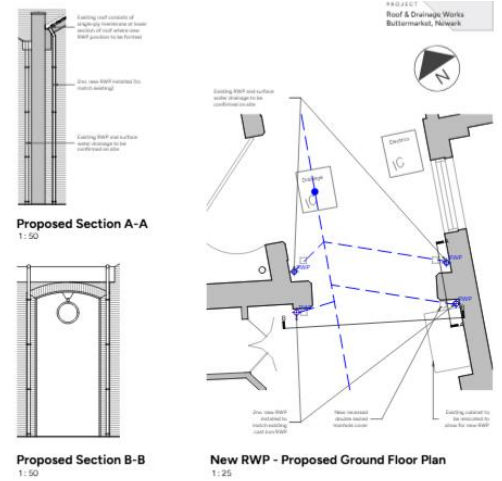 PROJECT
Roof & Drainage Works
Buttermarket, Newark
N
Existing roof consists of
single-ply membrane at lower
section of roof where new
RWP junction to be formed
2no. new RWP installed (to
match existing)
Existing RWP and surface
water drainage to be
confirmed on site
Proposed Section A-A
1 : 50
Proposed Section B-B
1 : 50
Existing RWP and surface
water drainage to be
confirmed on site
Electrics
IC
Drainage
IC
RWP
RWP
RWP
RWP
2no. new RWP
installed to
match existing
cast iron RWP
New recessed
double sealed
manhole cover
Existing cabinet to
be relocated to
allow for new RWP
New RWP - Proposed Ground Floor Plan
1 : 25